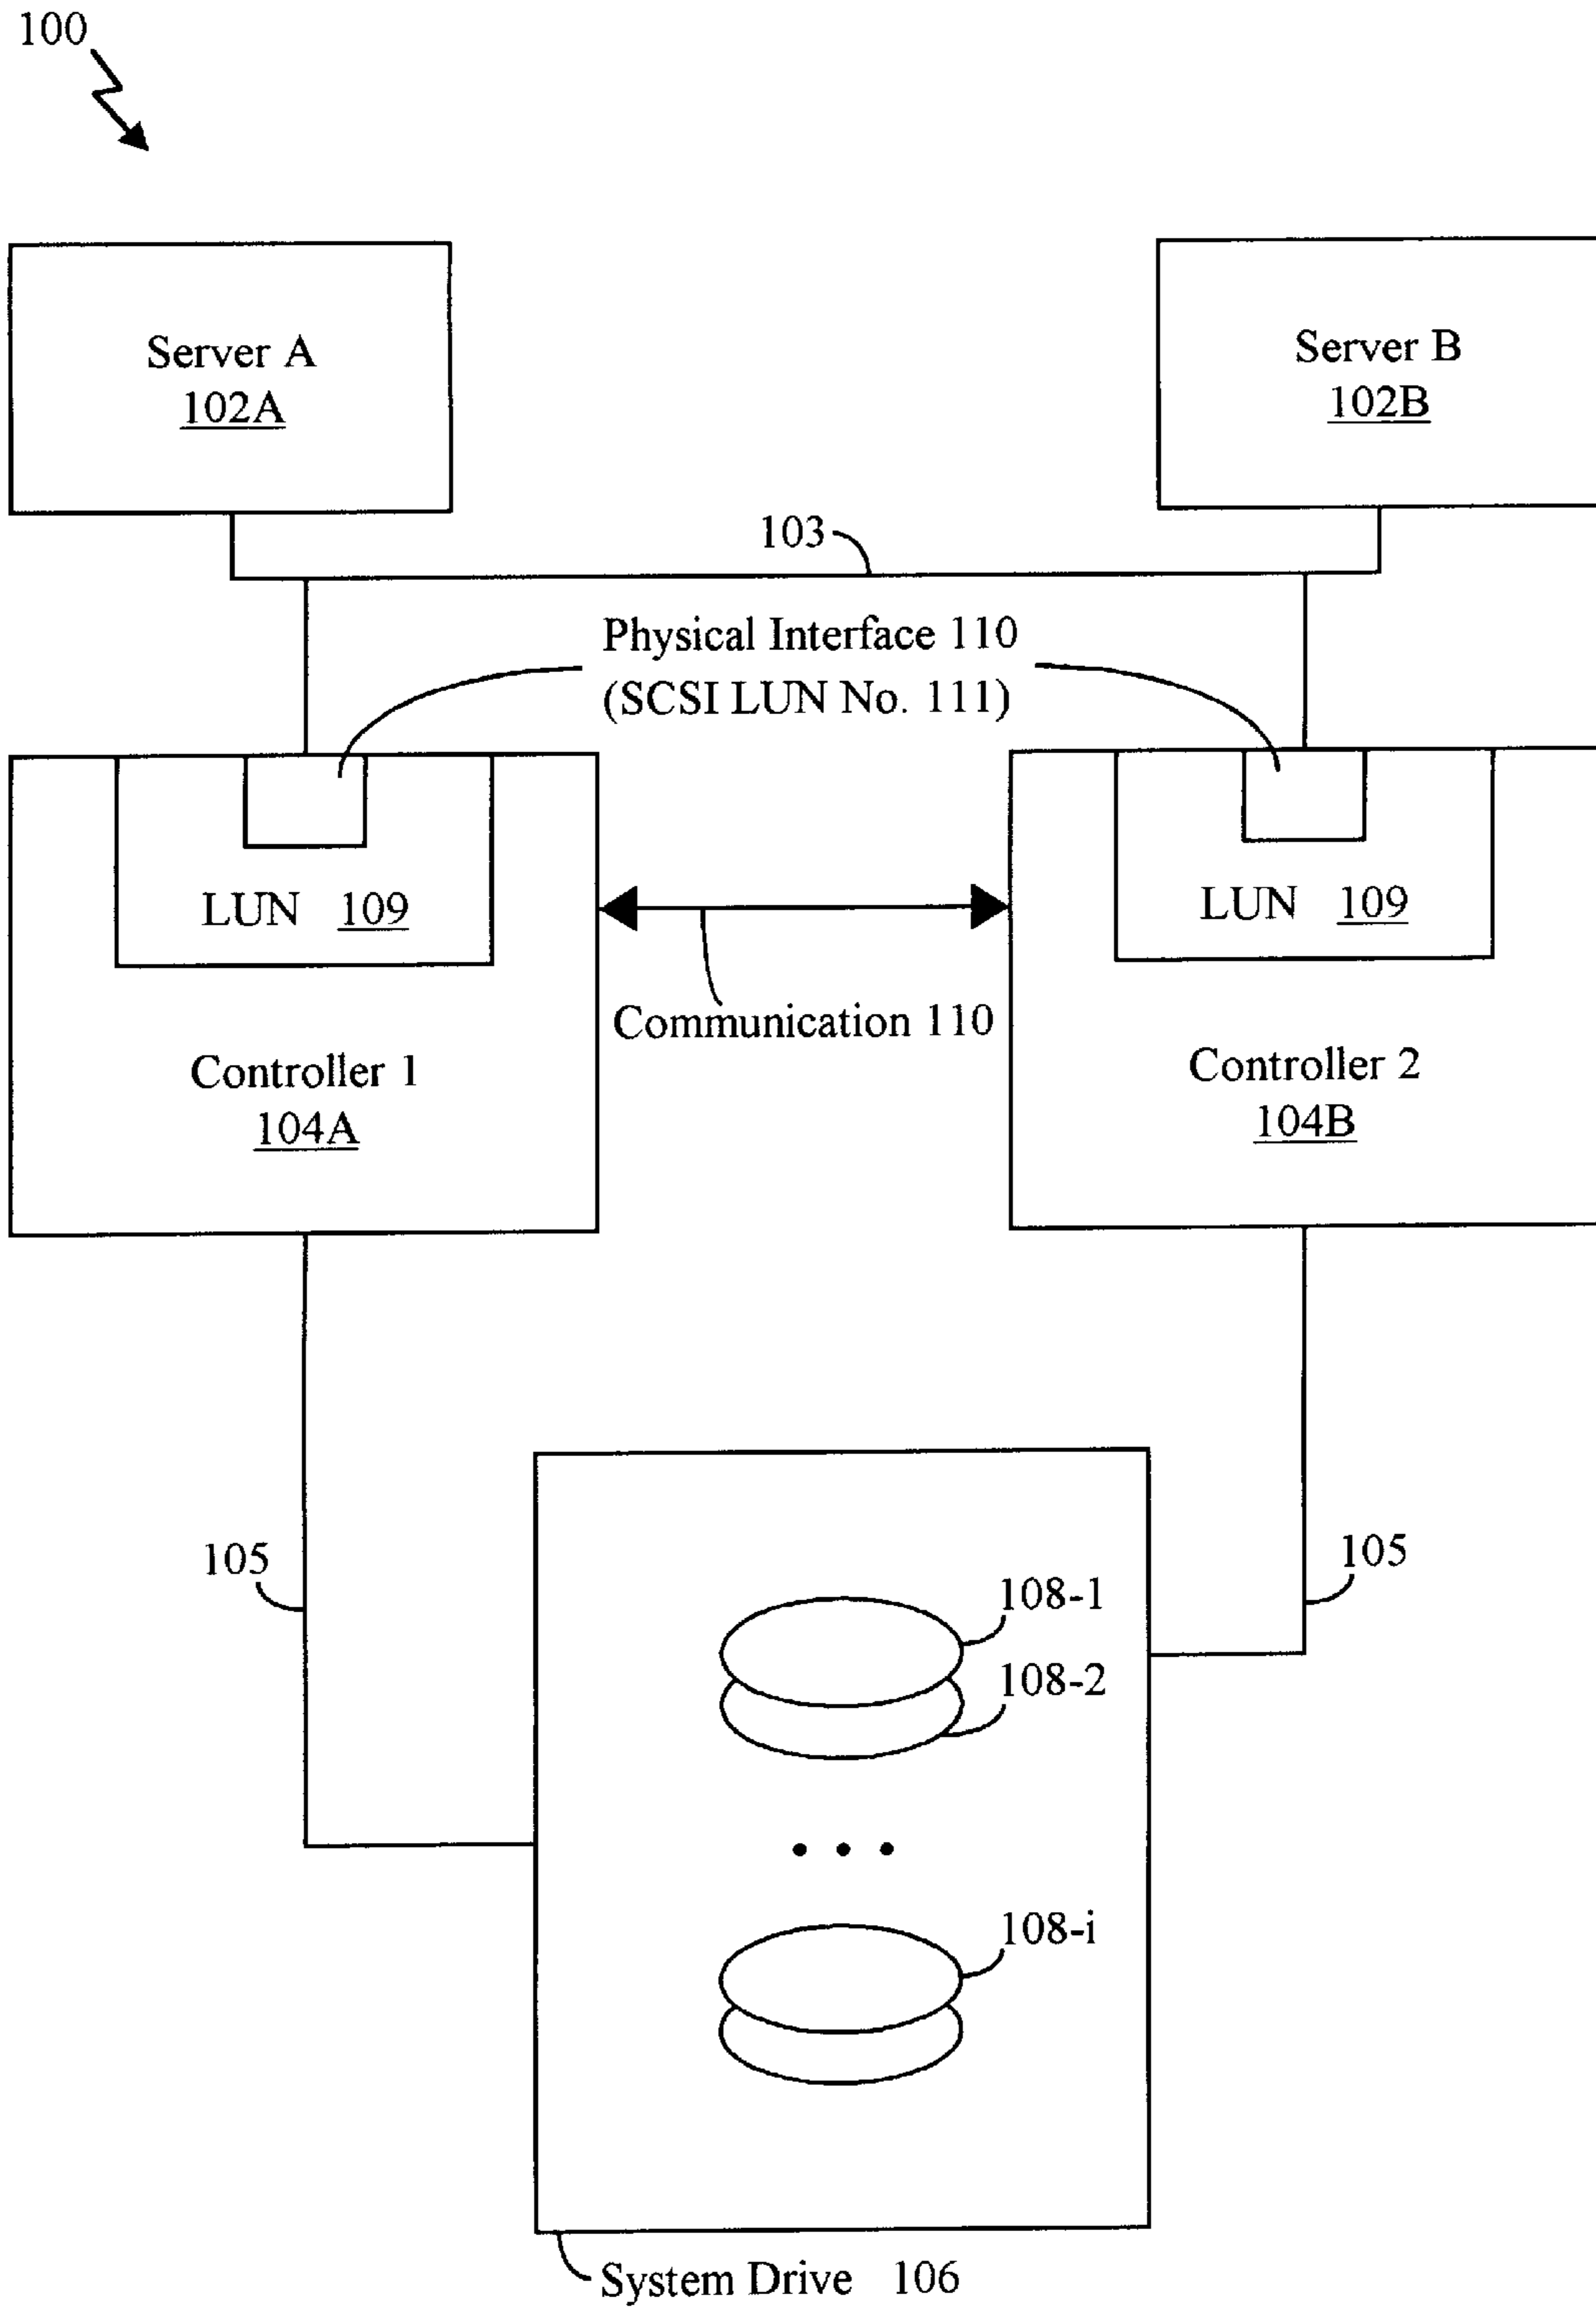 100
Server A
102A
Server B
102B
103
Physical Interface 110
(SCSI LUN No. 111)
LUN 109
LUN 109
Communication 110
Controller 1
104A
Controller 2
104B
105
105
108-1
108-2
• • •
108-i
System Drive 106